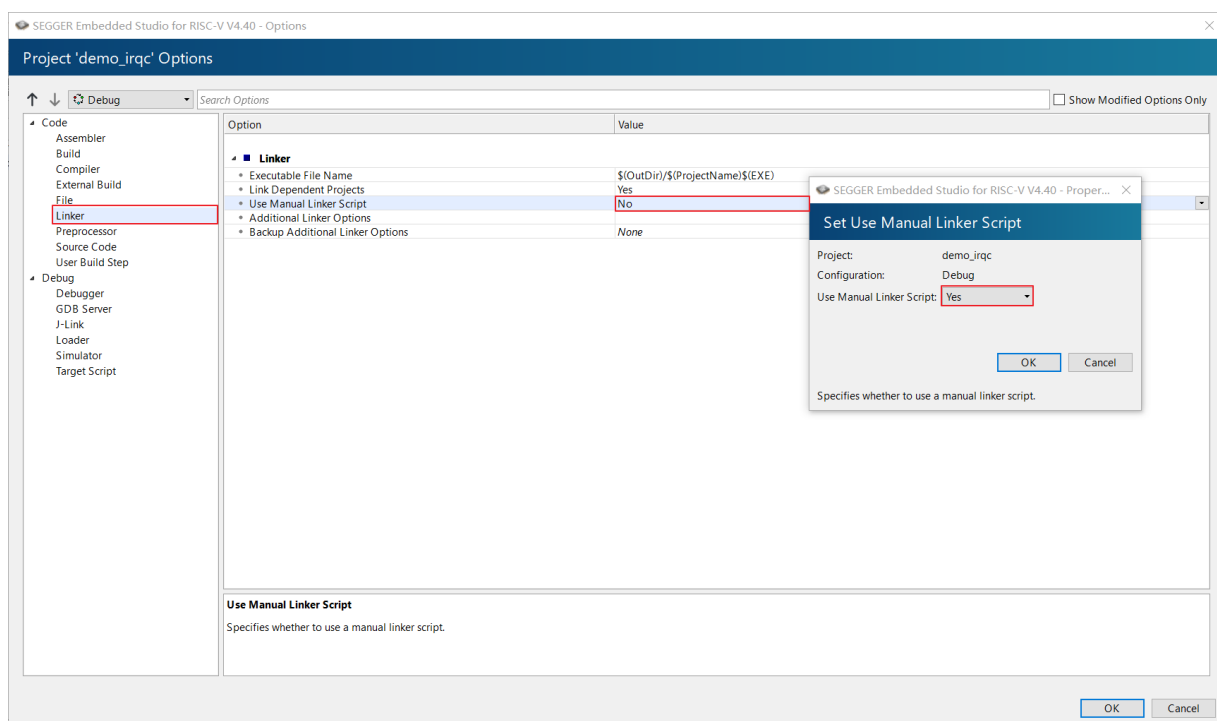 SEGGER Embedded Studio for RISC-V V4.40 - Options
Project 'demo_irqc' Options
Debug
Search Options
Show Modified Options Only
Code
Assembler
Build
Compiler
External Build
File
Linker
Preprocessor
Source Code
User Build Step
Debug
Debugger
GDB Server
J-Link
Loader
Simulator
Target Script
Option Value
Linker
Executable File Name $(OutDir)/$(ProjectName)$(EXE)
Link Dependent Projects Yes
Use Manual Linker Script No
Additional Linker Options
Backup Additional Linker Options None
SEGGER Embedded Studio for RISC-V V4.40 - Proper...
Set Use Manual Linker Script
Project: demo_irqc
Configuration: Debug
Use Manual Linker Script: Yes
OK Cancel
Specifies whether to use a manual linker script.
Use Manual Linker Script
Specifies whether to use a manual linker script.
OK Cancel